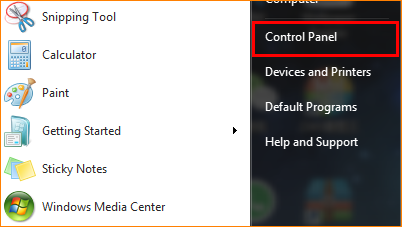 Snipping Tool
Calculator
Paint
Getting Started
Sticky Notes
Windows Media Center
Computer
Control Panel
Devices and Printers
Default Programs
Help and Support